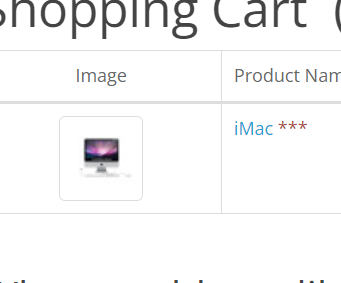 Shopping Cart (
Image
Product Nam
iMac ***